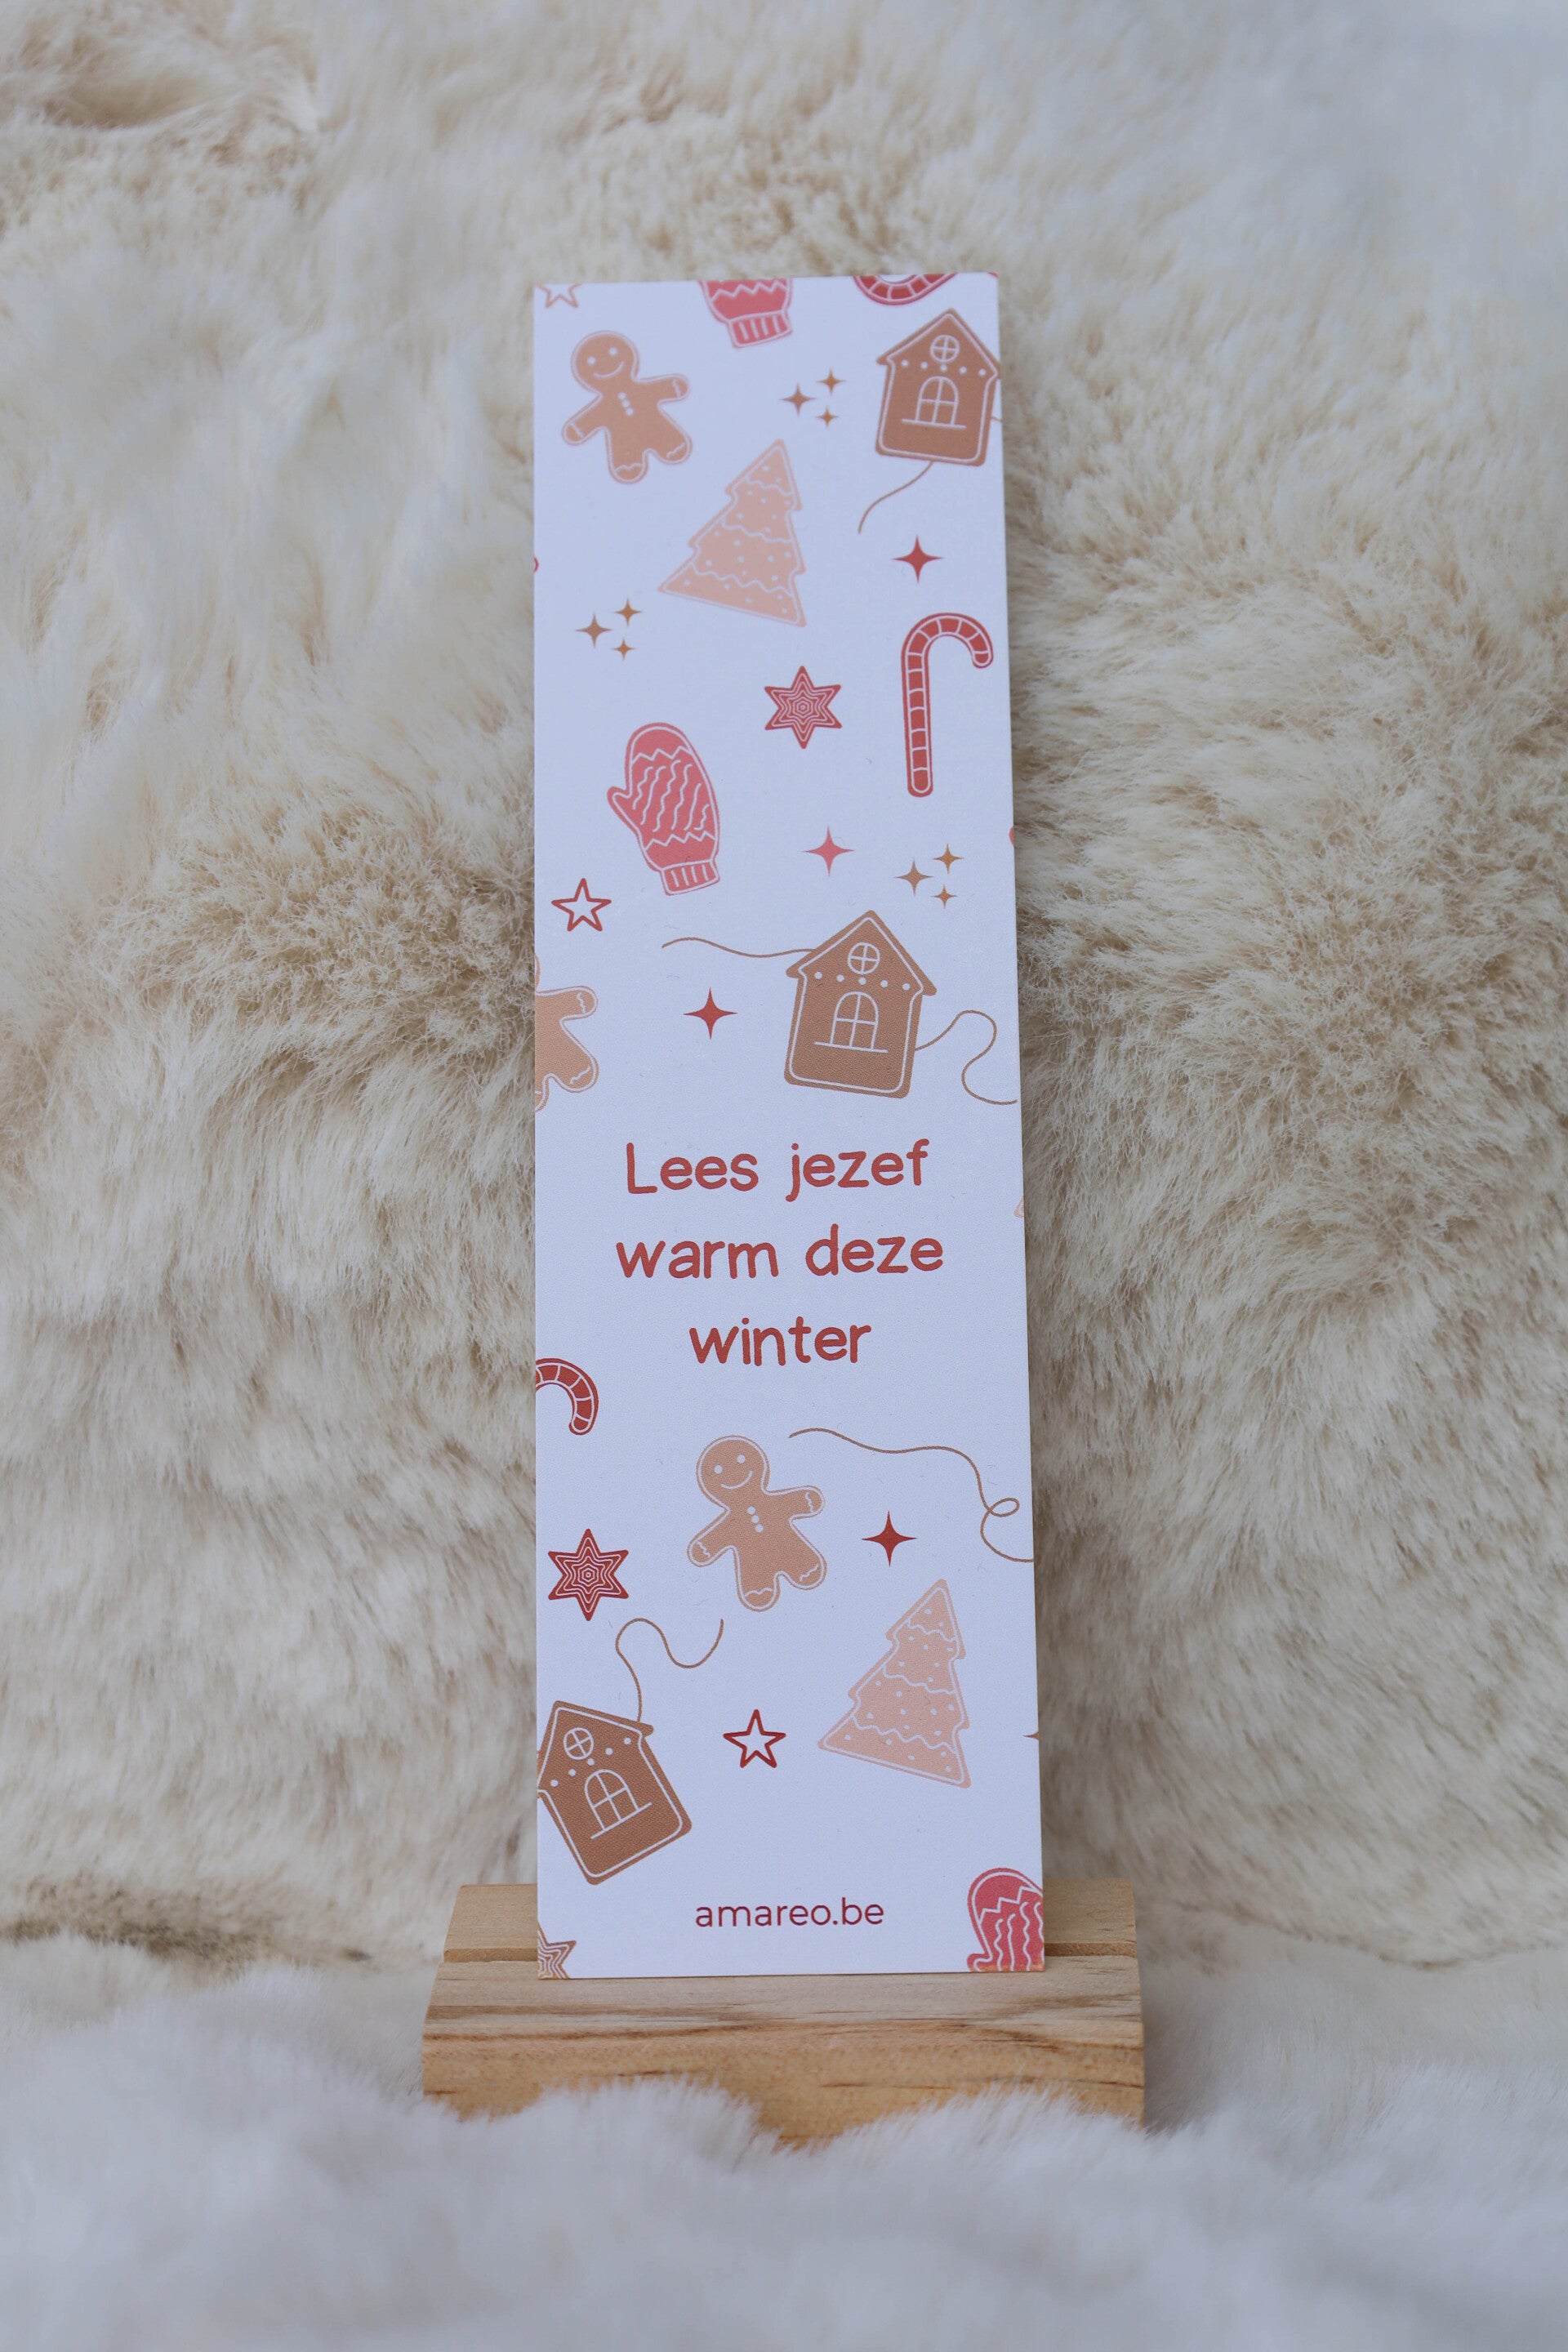 Lees jezef
warm deze
winter
amareo.be